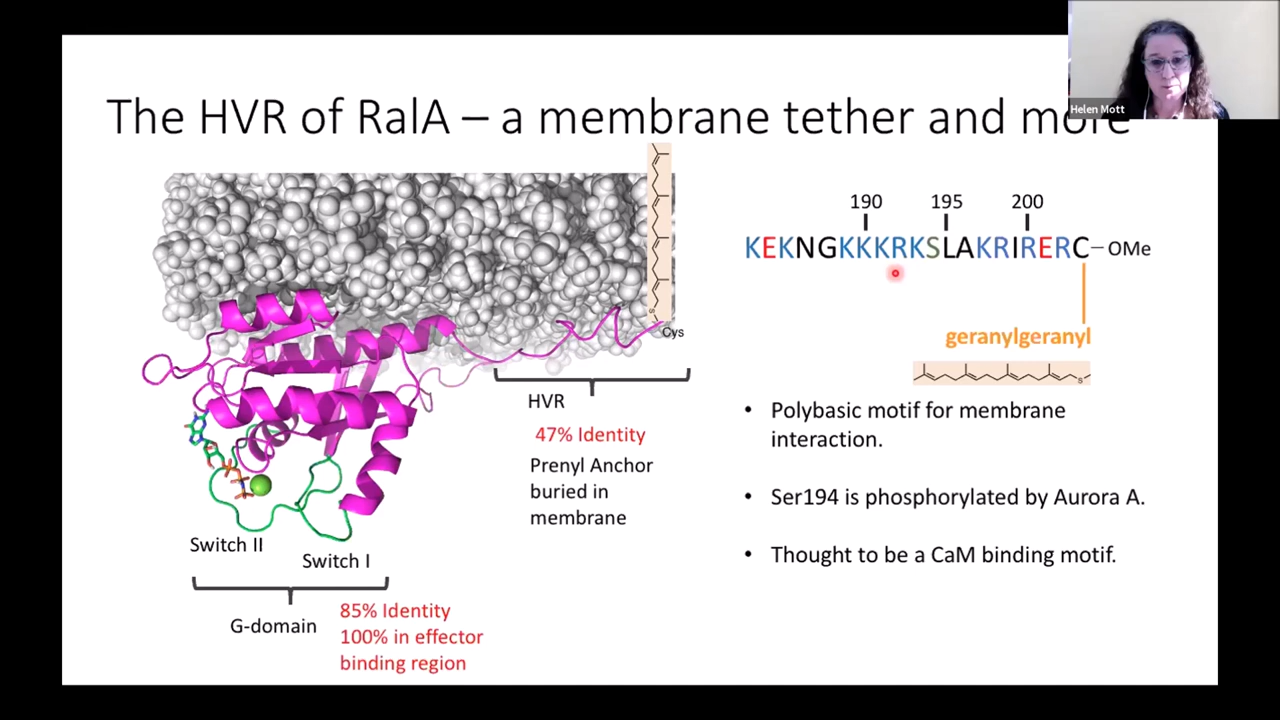 Helen Mott
The HVR of RalA – a membrane tether and more
190 195 200
KEKNGKKKRKSLAKRIRERC–OMe
geranylgeranyl
S
S
Cys
HVR
47% Identity
Prenyl Anchor
buried in
membrane
Switch II
Switch I
G-domain
85% Identity
100% in effector
binding region
• Polybasic motif for membrane
interaction.
• Ser194 is phosphorylated by Aurora A.
• Thought to be a CaM binding motif.